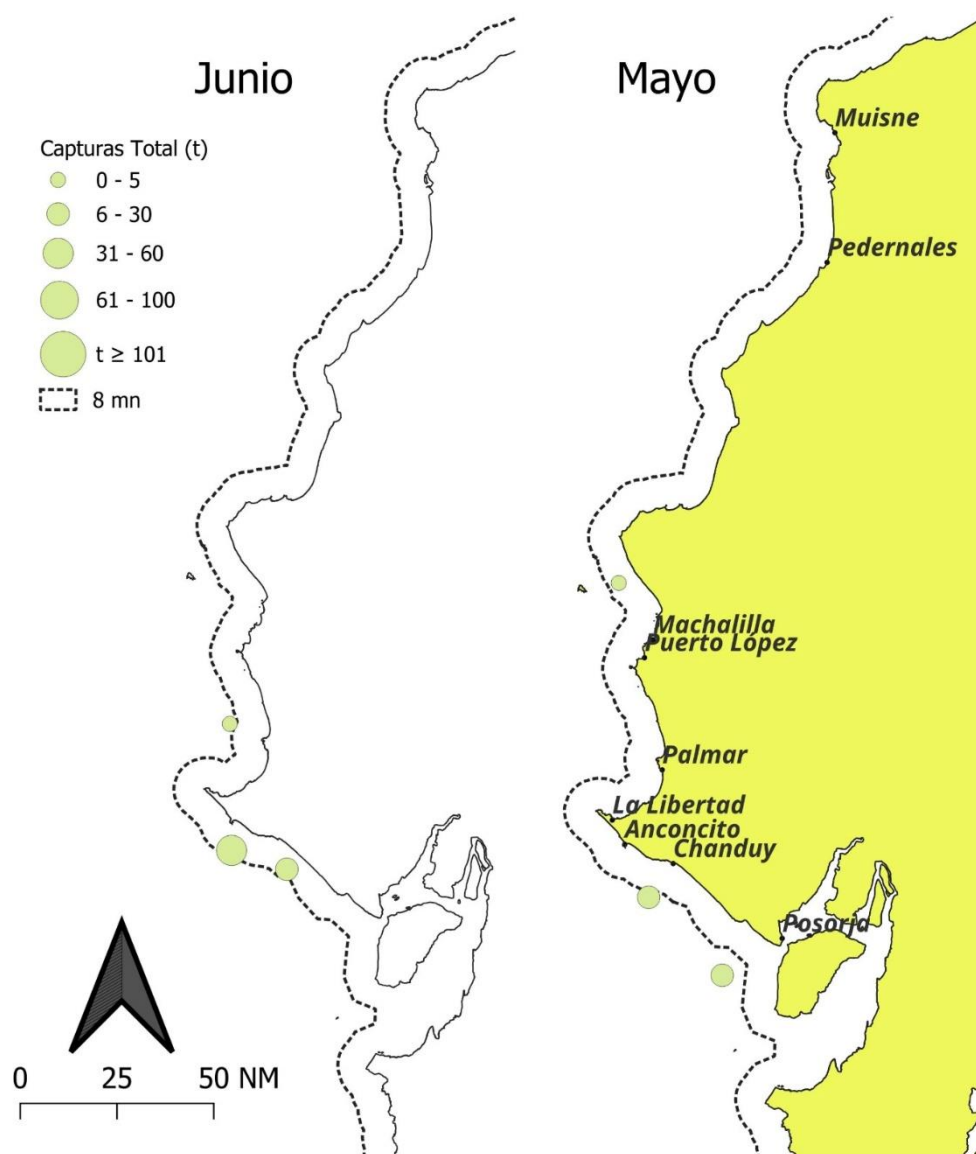 Junio
Mayo
Capturas Total (t)
0 - 5
6 - 30
31 - 60
61 - 100
t ≥ 101
8 mn
Muisne
Pedernales
Machalilla
Puerto López
Palmar
La Libertad
Anconcito
Chanduy
Posorja
0 25 50 NM